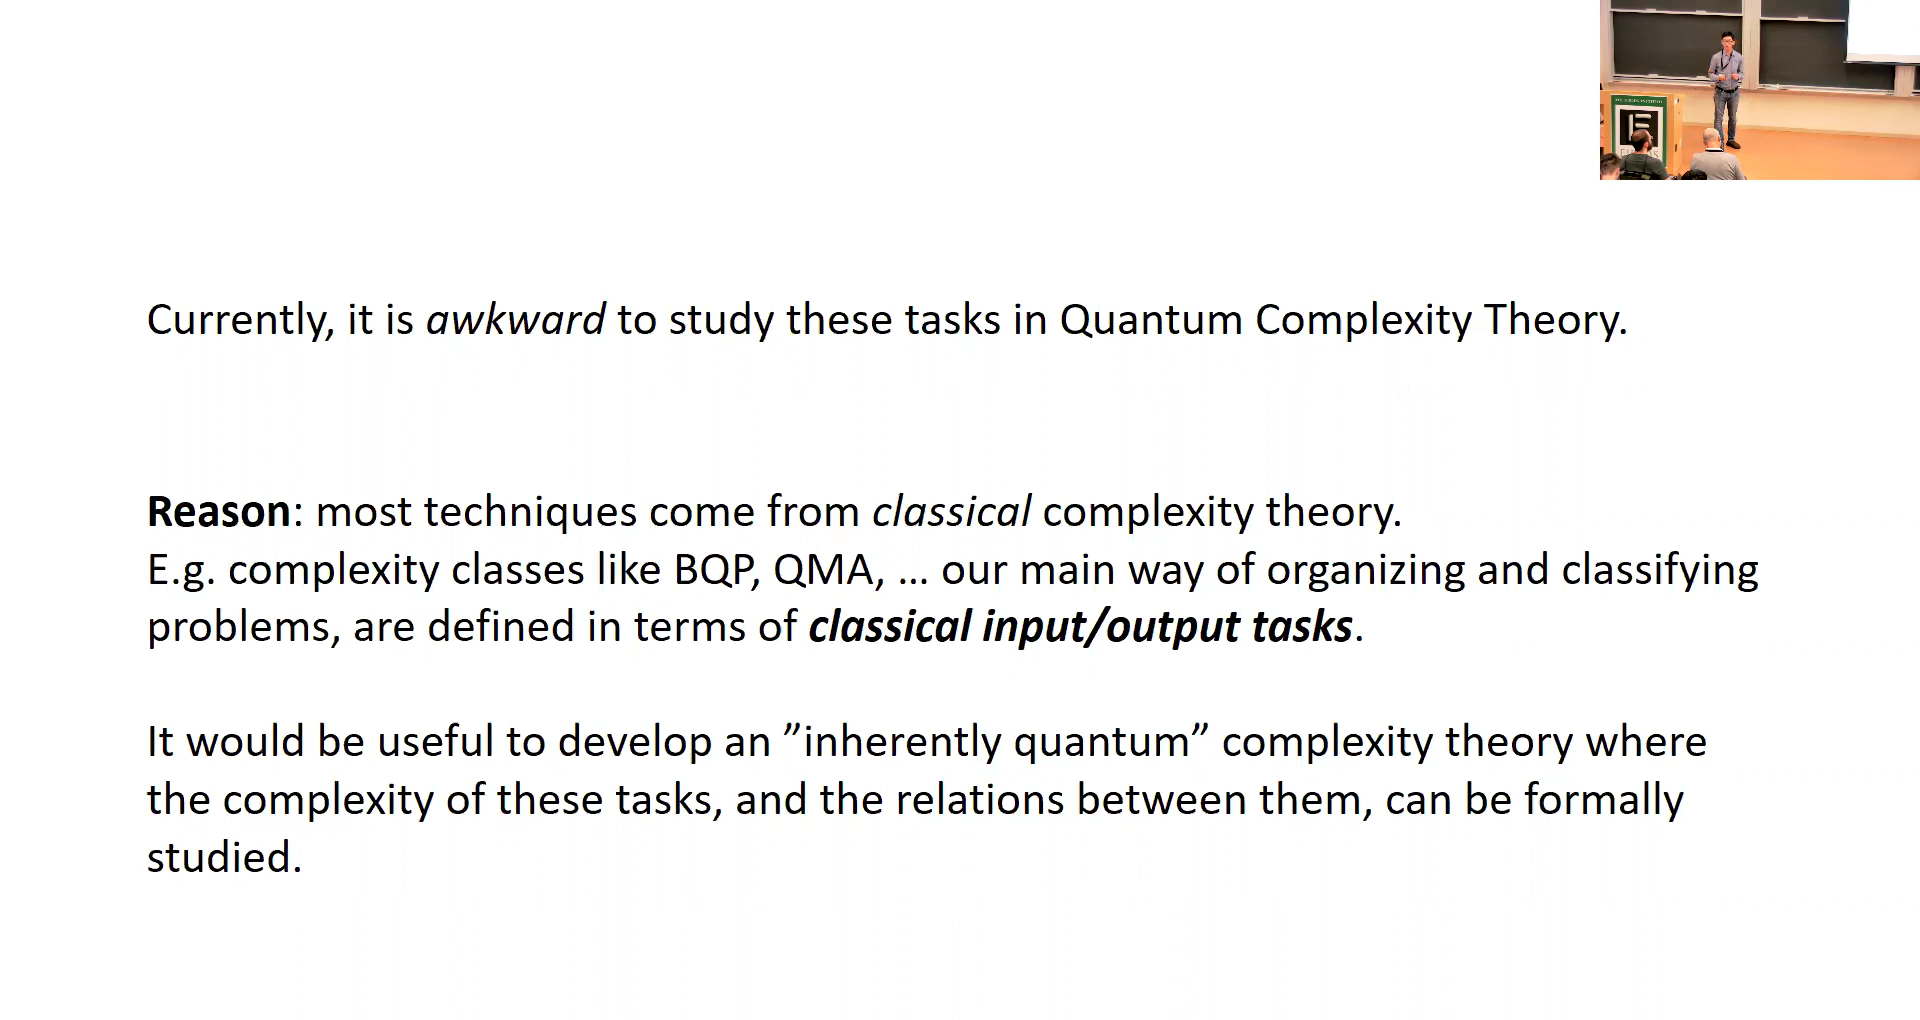 Currently, it is awkward to study these tasks in Quantum Complexity Theory.
Reason: most techniques come from classical complexity theory.
E.g. complexity classes like BQP, QMA, ... our main way of organizing and classifying
problems, are defined in terms of classical input/output tasks.
It would be useful to develop an ”inherently quantum” complexity theory where
the complexity of these tasks, and the relations between them, can be formally
studied.